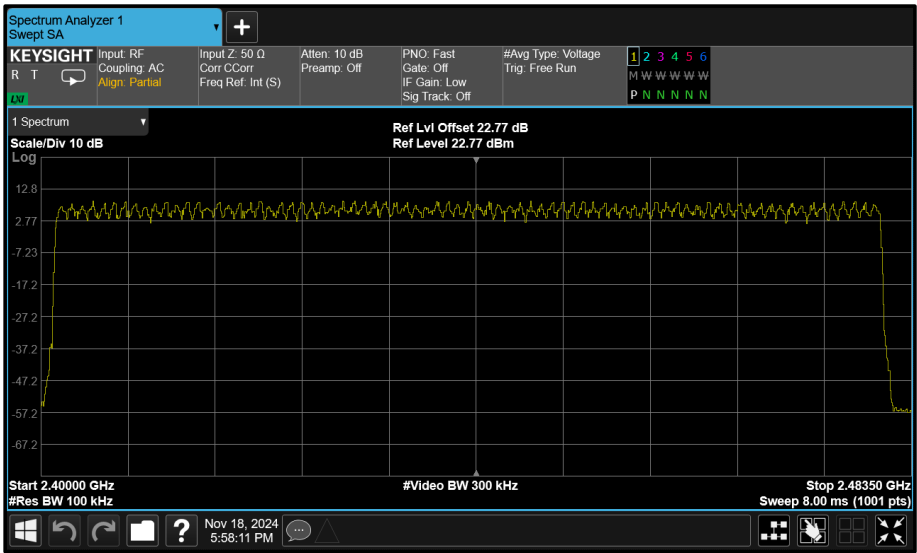 Spectrum Analyzer 1
Swept SA
+
KEYSIGHT
R T
LXI
Input: RF
Coupling: AC
Align: Partial
Input Z: 50 Ω
Corr CCorr
Freq Ref: Int (S)
Atten: 10 dB
Preamp: Off
PNO: Fast
Gate: Off
IF Gain: Low
Sig Track: Off
#Avg Type: Voltage
Trig: Free Run
1 2 3 4 5 6
M W W W W W
P N N N N N
1 Spectrum
Scale/Div 10 dB
Ref Lvl Offset 22.77 dB
Ref Level 22.77 dBm
Log
12.8
2.77
-7.23
-17.2
-27.2
-37.2
-47.2
-57.2
-67.2
Start 2.40000 GHz
#Res BW 100 kHz
#Video BW 300 kHz
Stop 2.48350 GHz
Sweep 8.00 ms (1001 pts)
?
Nov 18, 2024
5:58:11 PM